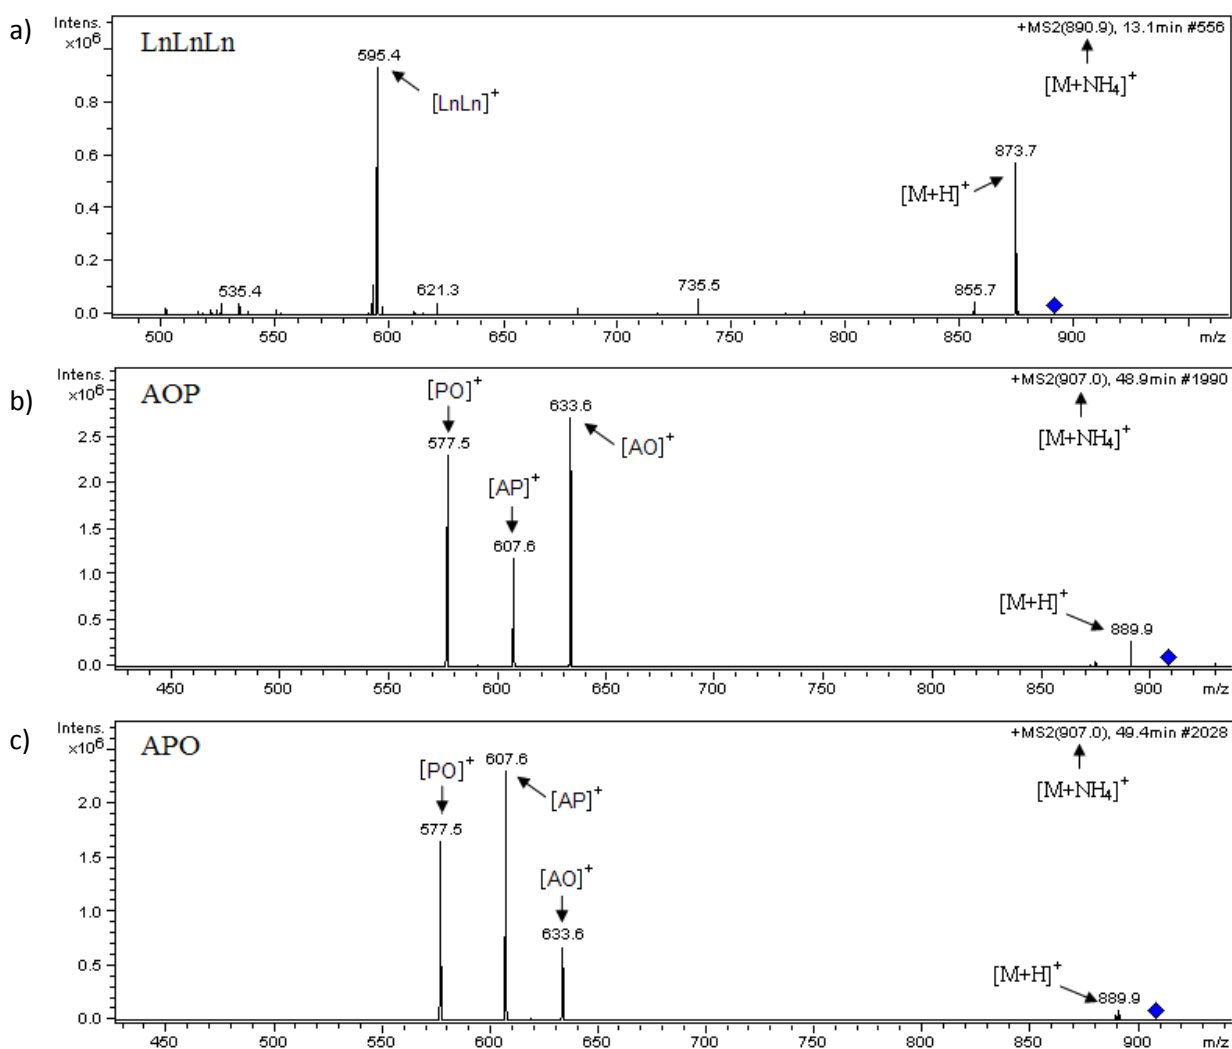 a)
Intens.
×10⁶
LnLnLn
+MS2(890.9), 13.1min #556
[M+NH₄]⁺
595.4
[LnLn]⁺
873.7
[M+H]⁺
0.8
0.6
0.4
0.2
0.0
535.4
621.3
735.5
855.7
500 550 600 650 700 750 800 850 900 m/z
b)
Intens.
×10⁶
AOP
+MS2(907.0), 48.9min #1990
[M+NH₄]⁺
[PO]⁺
577.5
633.6
[AO]⁺
[AP]⁺
607.6
[M+H]⁺
889.9
2.5
2.0
1.5
1.0
0.5
0.0
450 500 550 600 650 700 750 800 850 900 m/z
c)
Intens.
×10⁶
APO
+MS2(907.0), 49.4min #2028
[M+NH₄]⁺
[PO]⁺
577.5
607.6
[AP]⁺
[AO]⁺
633.6
[M+H]⁺
889.9
2.0
1.5
1.0
0.5
0.0
450 500 550 600 650 700 750 800 850 900 m/z